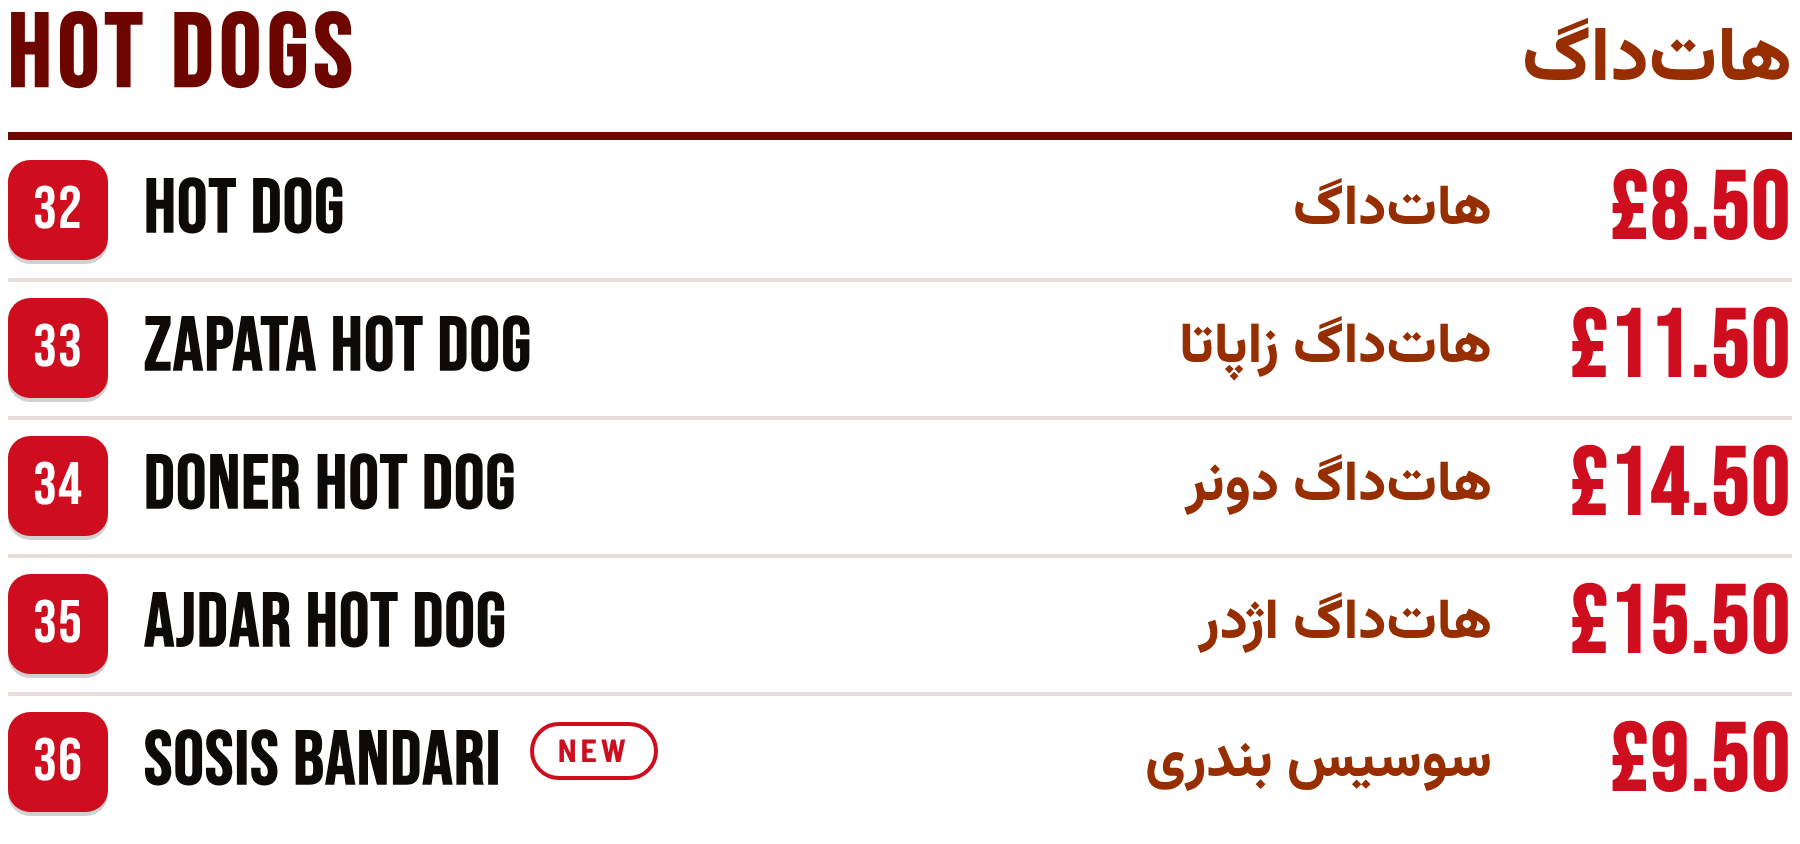 HOT DOGS هات‌داگ
32 HOT DOG هات‌داگ £8.50
33 ZAPATA HOT DOG هات‌داگ زاپاتا £11.50
34 DONER HOT DOG هات‌داگ دونر £14.50
35 AJDAR HOT DOG هات‌داگ اژدر £15.50
36 SOSIS BANDARI NEW سوسیس بندری £9.50